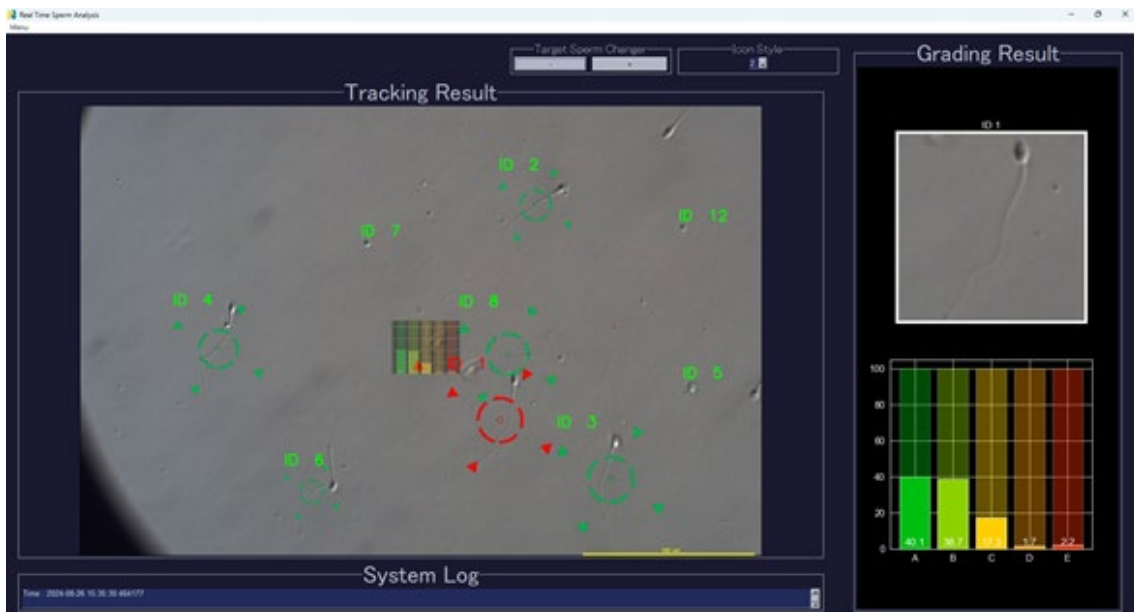 Real Time Sperm Analysis
Menu
Target Sperm Changer
- +
Icon Style
2
Grading Result
Tracking Result
ID 1
ID 2
ID 12
ID 7
ID 4
ID 8
1
ID 5
ID 3
ID 6
100
80
60
40
20
0
40.1 38.7 17.3 1.7 2.2
A B C D E
System Log